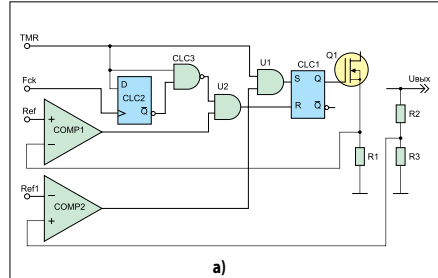 TMR
CLC3
U1
CLC1
Q1
Fck
D
CLC2
Q
U2
S
Q
R
Q
Uвых
Ref
+
COMP1
−
R1
R2
R3
Ref1
−
COMP2
+
а)